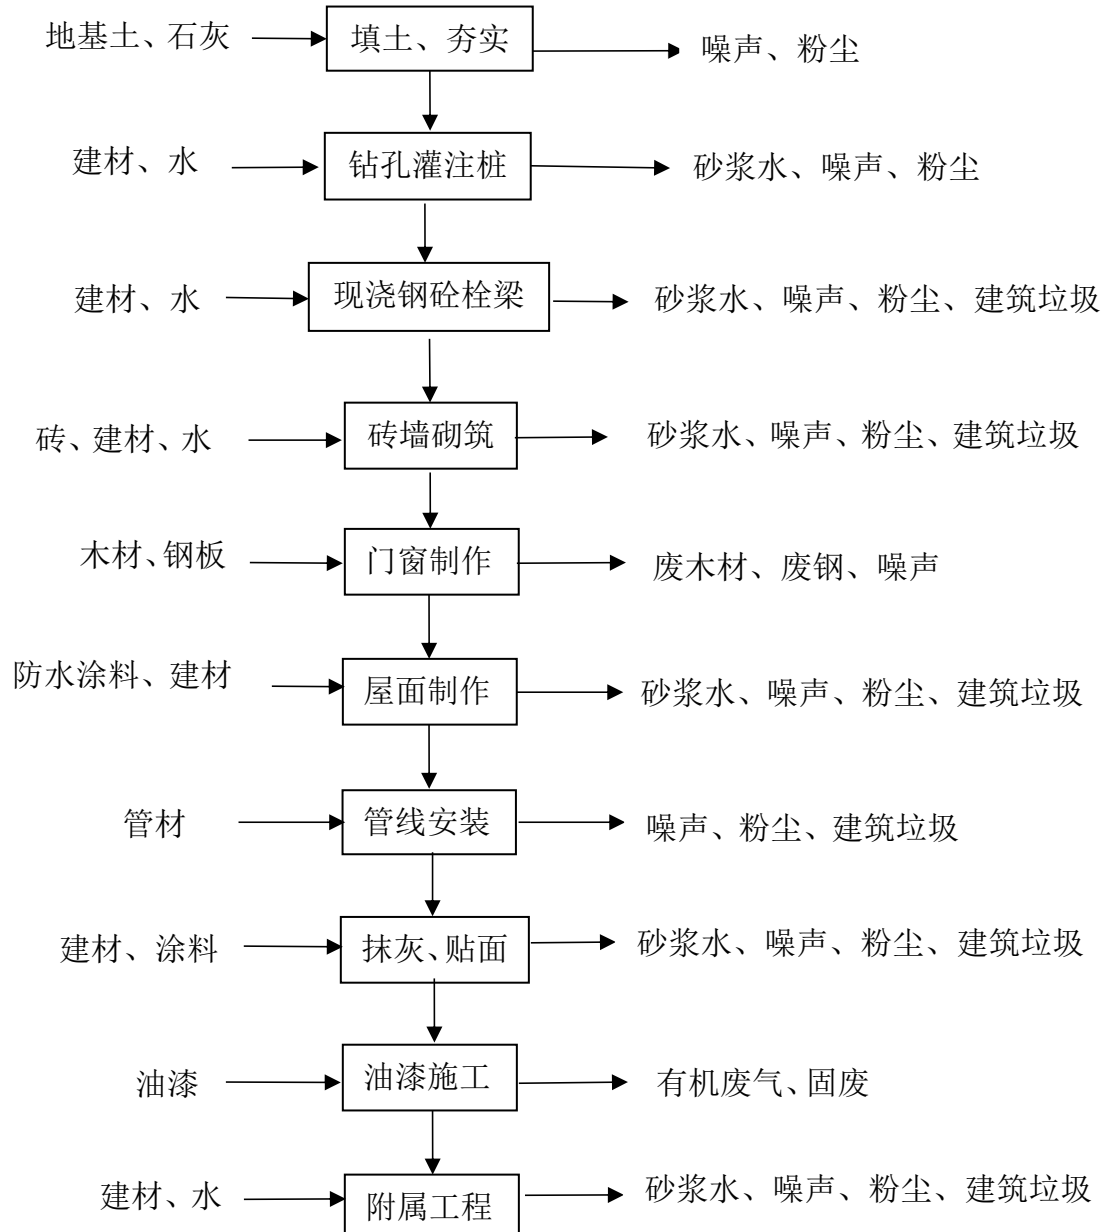 地基土、石灰 填土、夯实 噪声、粉尘
建材、水 钻孔灌注桩 砂浆水、噪声、粉尘
建材、水 现浇钢砼栓梁 砂浆水、噪声、粉尘、建筑垃圾
砖、建材、水 砖墙砌筑 砂浆水、噪声、粉尘、建筑垃圾
木材、钢板 门窗制作 废木材、废钢、噪声
防水涂料、建材 屋面制作 砂浆水、噪声、粉尘、建筑垃圾
管材 管线安装 噪声、粉尘、建筑垃圾
建材、涂料 抹灰、贴面 砂浆水、噪声、粉尘、建筑垃圾
油漆 油漆施工 有机废气、固废
建材、水 附属工程 砂浆水、噪声、粉尘、建筑垃圾